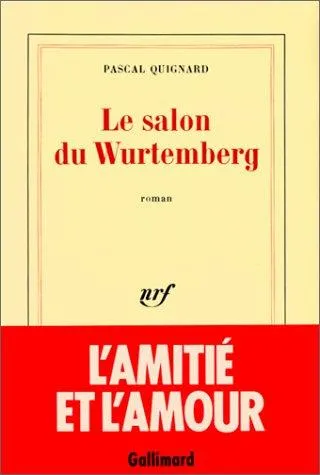 PASCAL QUIGNARD
Le salon
du Wurtemberg
roman
nrf
L'AMITIÉ
ET L'AMOUR
Gallimard